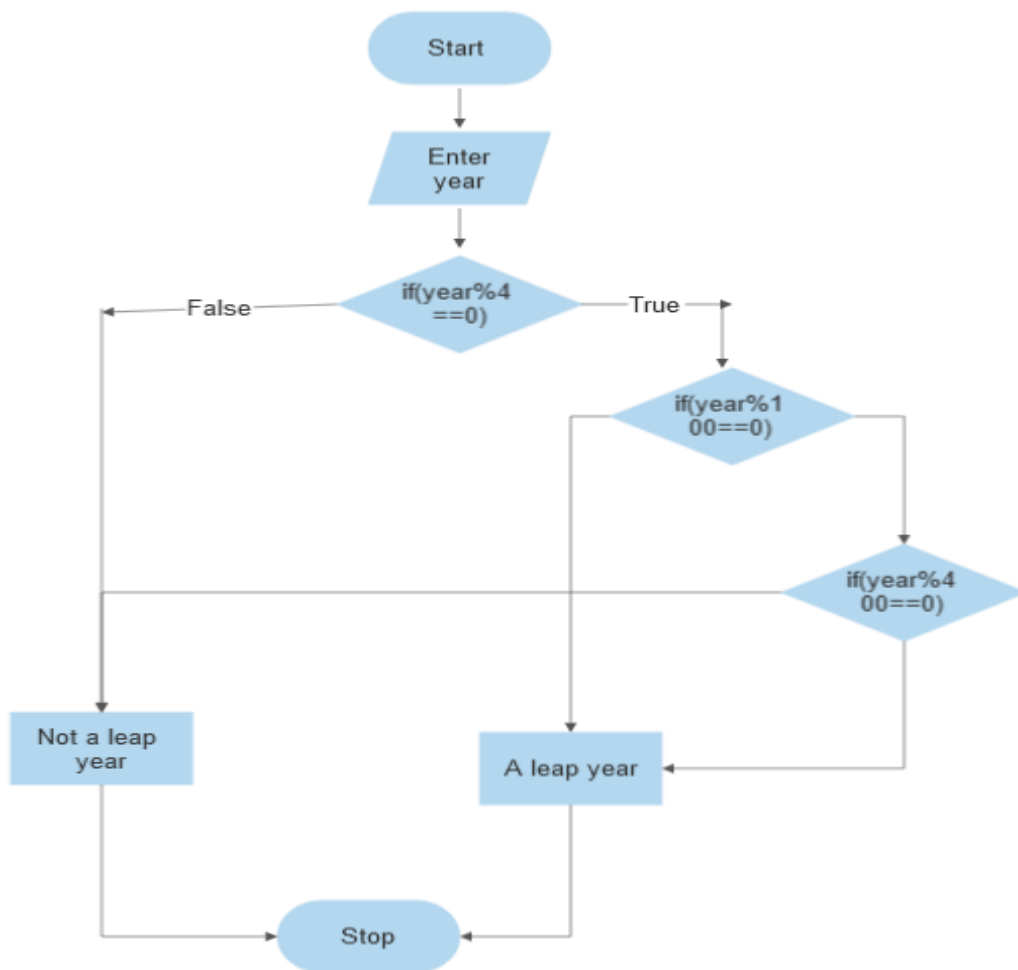 Start
Enter
year
if(year%4
==0)
False
True
if(year%1
00==0)
if(year%4
00==0)
Not a leap
year
A leap year
Stop